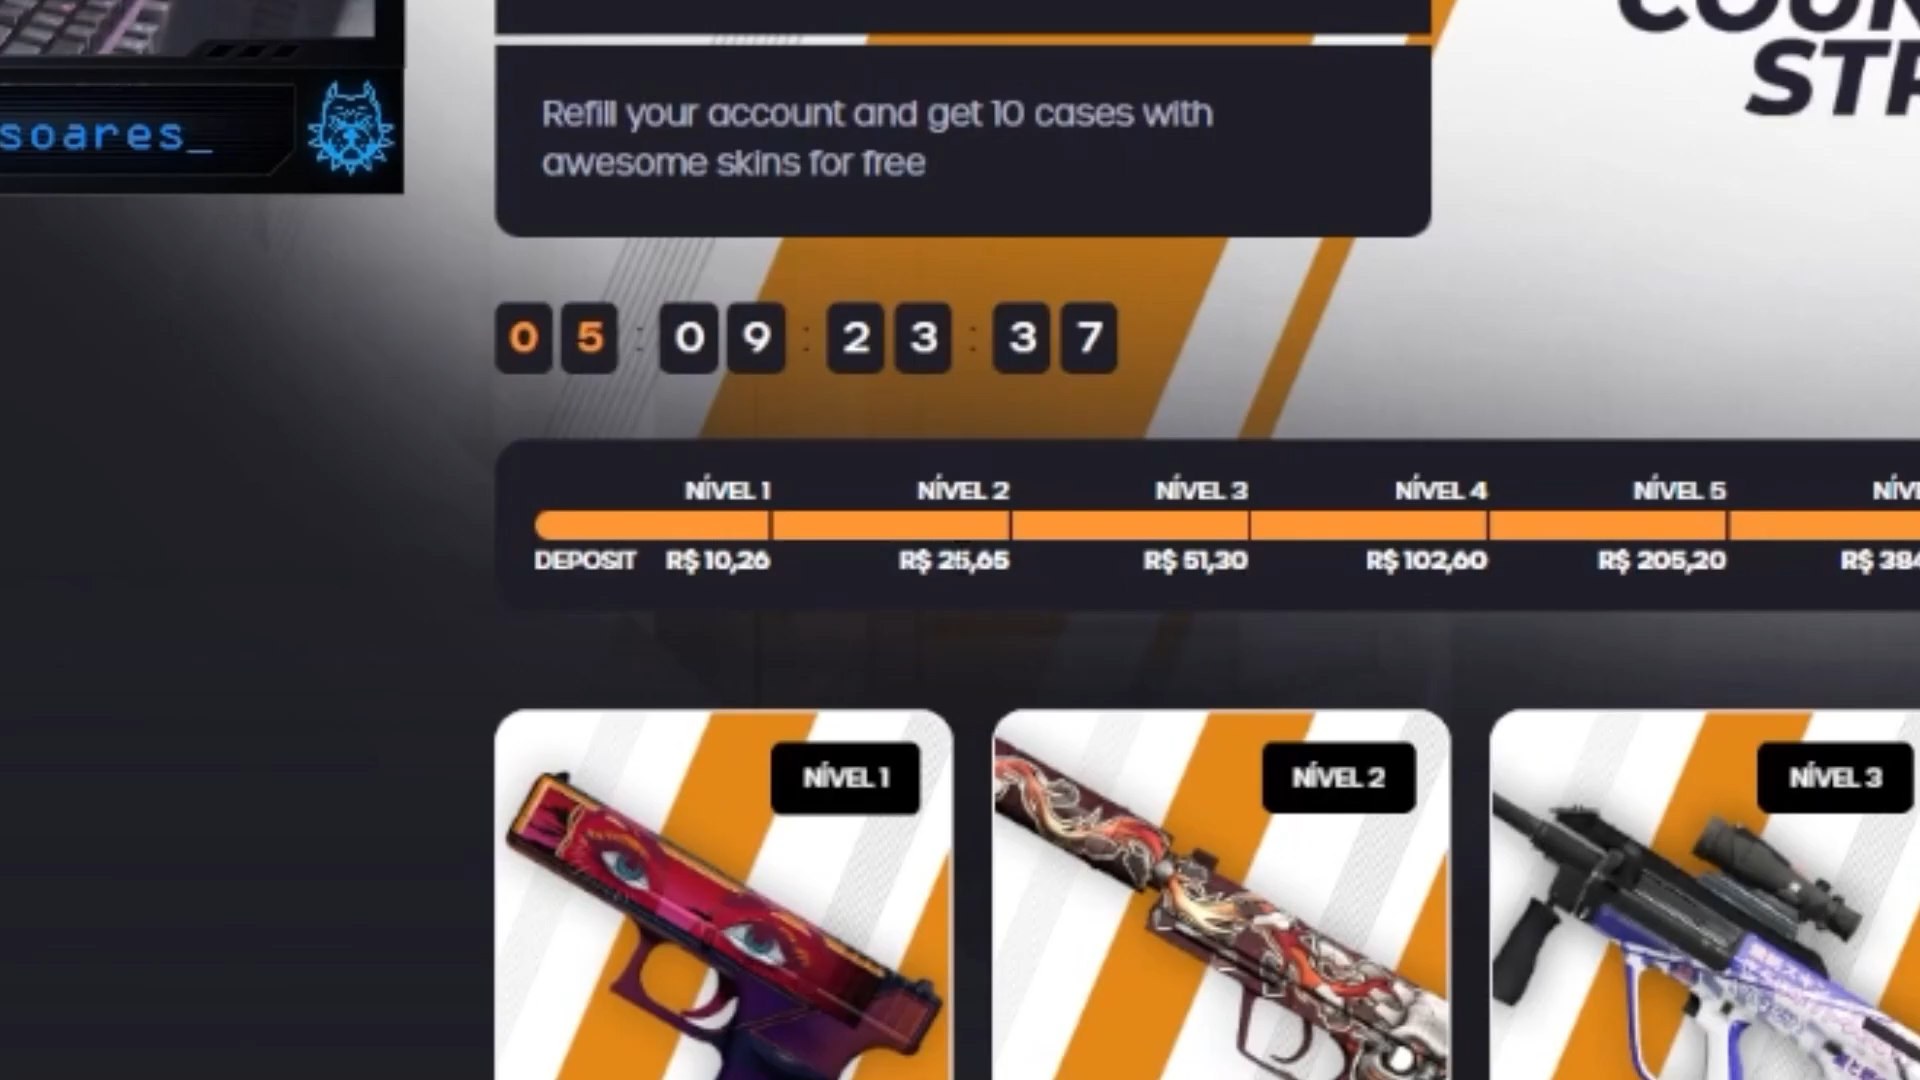 STR
soares_
Refill your account and get 10 cases with
awesome skins for free
05 : 09 : 23 : 37
NÍVEL 1 NÍVEL 2 NÍVEL 3 NÍVEL 4 NÍVEL 5
DEPOSIT R$ 10,26 R$ 25,65 R$ 51,30 R$ 102,60 R$ 205,20 R$ 384
NÍVEL 1 NÍVEL 2 NÍVEL 3